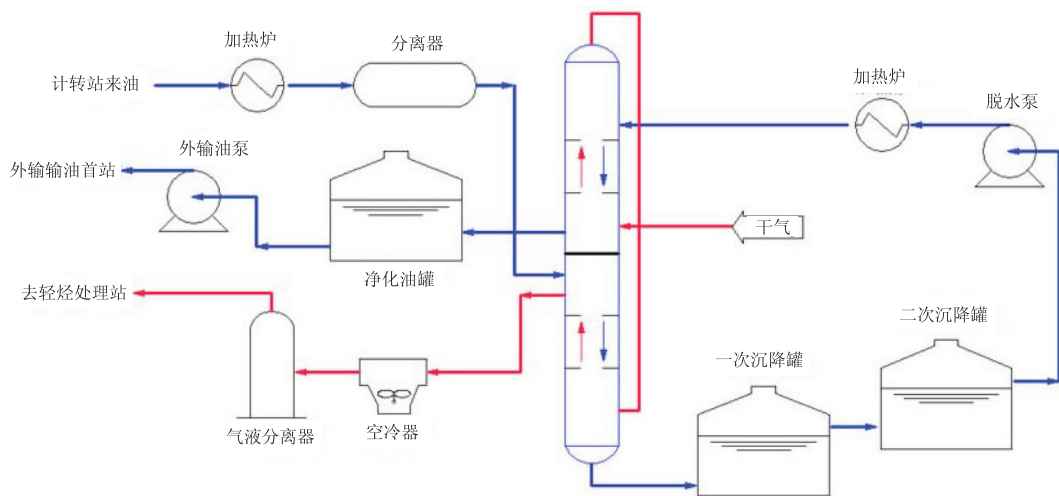 加热炉
分离器
计转站来油
加热炉
脱水泵
外输油泵
外输输油首站
干气
净化油罐
去轻烃处理站
二次沉降罐
一次沉降罐
气液分离器
空冷器